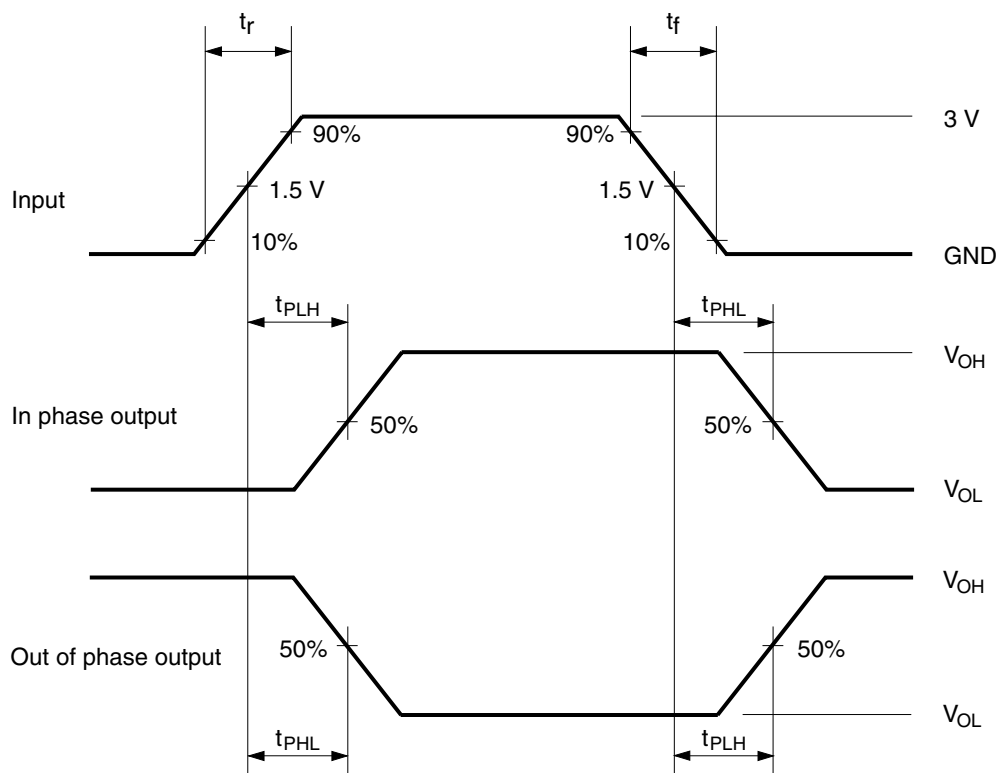 tr
tf
3 V
90%
90%
Input
1.5 V
1.5 V
10%
10%
GND
tPLH
tPHL
VOH
In phase output
50%
50%
VOL
VOH
Out of phase output
50%
50%
VOL
tPHL
tPLH